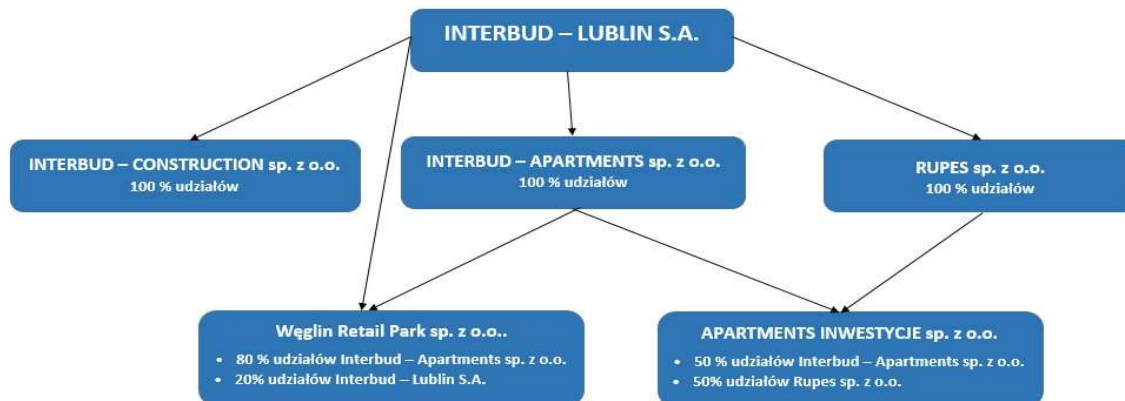 INTERBUD – LUBLIN S.A.
INTERBUD – CONSTRUCTION sp. z o.o.
100 % udziałów
INTERBUD – APARTMENTS sp. z o.o.
100 % udziałów
RUPES sp. z o.o.
100 % udziałów
Węglin Retail Park sp. z o.o..
• 80 % udziałów Interbud – Apartments sp. z o.o.
• 20% udziałów Interbud – Lublin S.A.
APARTMENTS INWESTYCJE sp. z o.o.
• 50 % udziałów Interbud – Apartments sp. z o.o.
• 50% udziałów Rupes sp. z o.o.